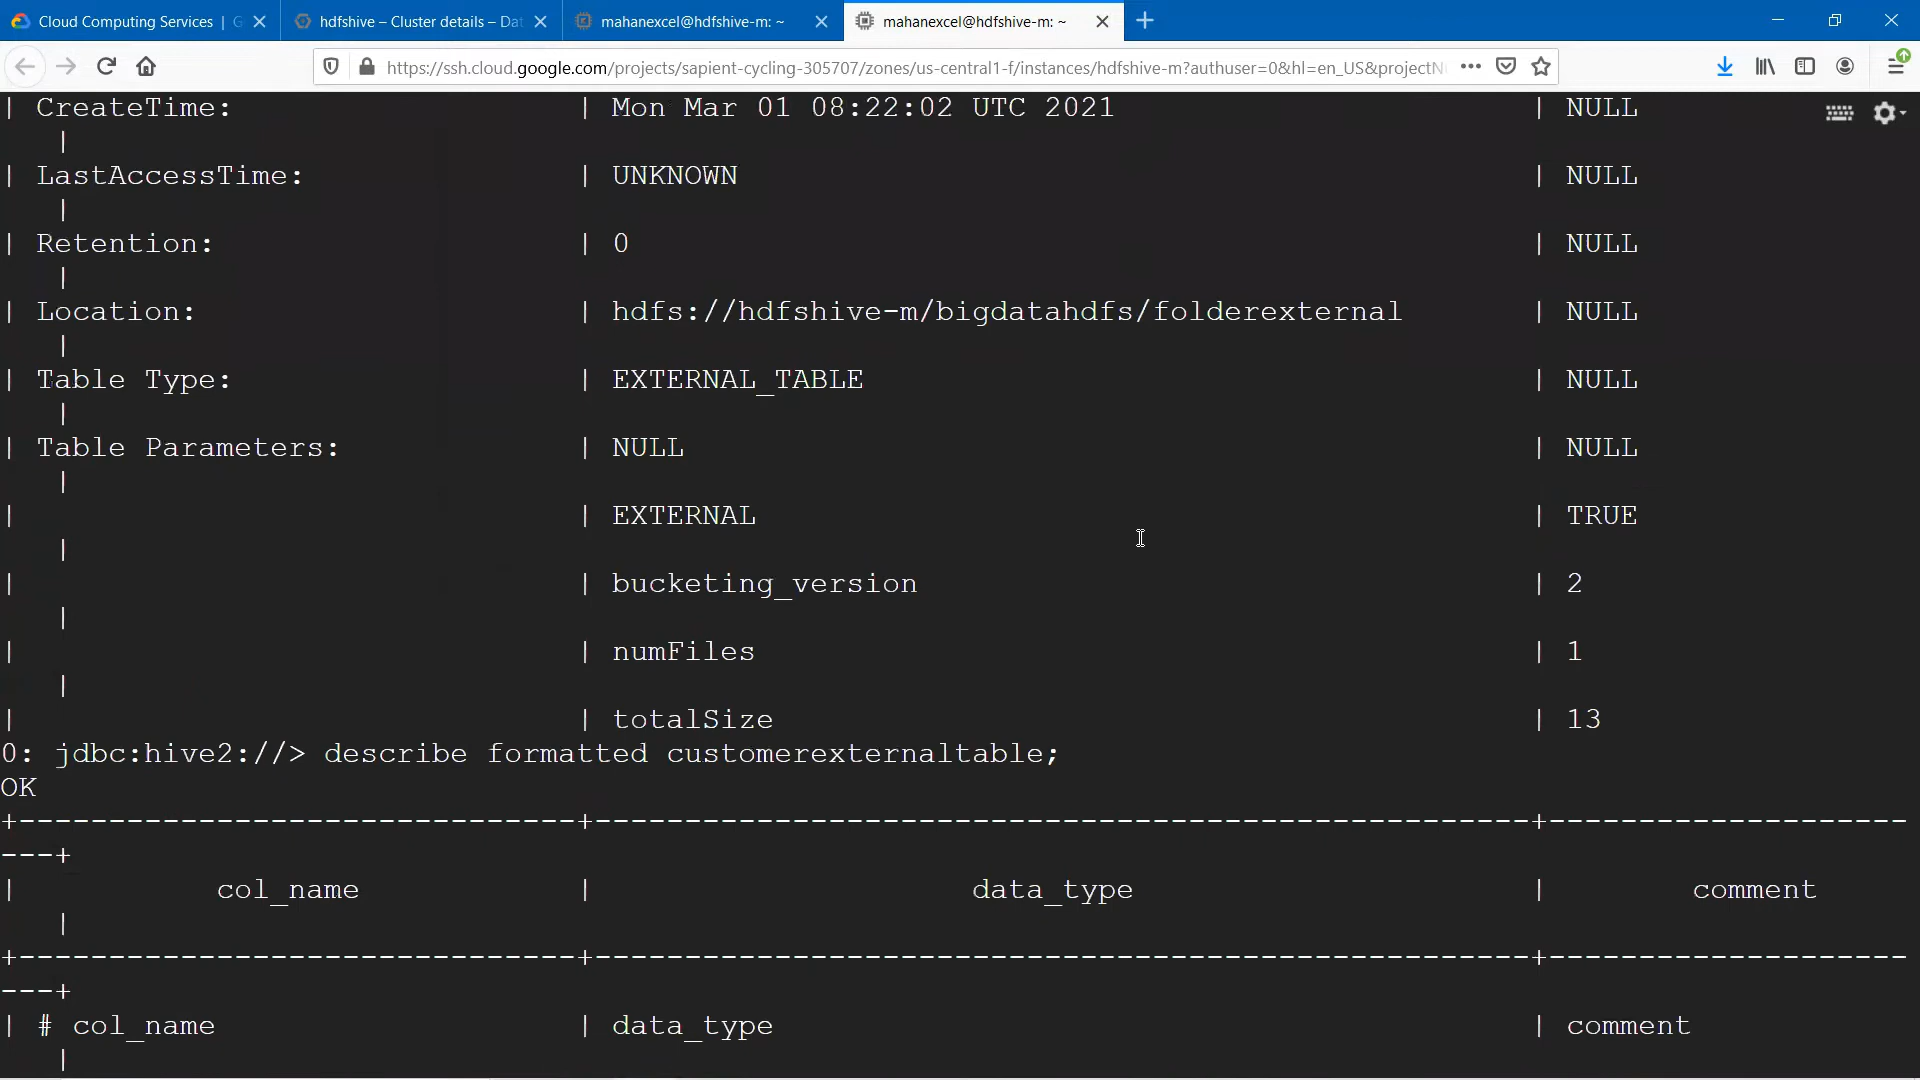 Cloud Computing Services | G
hdfshive – Cluster details – Dat
mahanexcel@hdfshive-m: ~
mahanexcel@hdfshive-m: ~
https://ssh.cloud.google.com/projects/sapient-cycling-305707/zones/us-central1-f/instances/hdfshive-m?authuser=0&hl=en_US&projectN
| CreateTime: | Mon Mar 01 08:22:02 UTC 2021 | NULL
|
| LastAccessTime: | UNKNOWN | NULL
|
| Retention: | 0 | NULL
|
| Location: | hdfs://hdfshive-m/bigdatahdfs/folderexternal | NULL
|
| Table Type: | EXTERNAL_TABLE | NULL
|
| Table Parameters: | NULL | NULL
|
| | EXTERNAL | TRUE
|
| | bucketing_version | 2
|
| | numFiles | 1
|
| | totalSize | 13
0: jdbc:hive2://> describe formatted customerexternaltable;
OK
+-------------------------------+----------------------------------------------------+--------------------
---+
| col_name | data_type | comment
|
+-------------------------------+----------------------------------------------------+--------------------
---+
| # col_name | data_type | comment
|